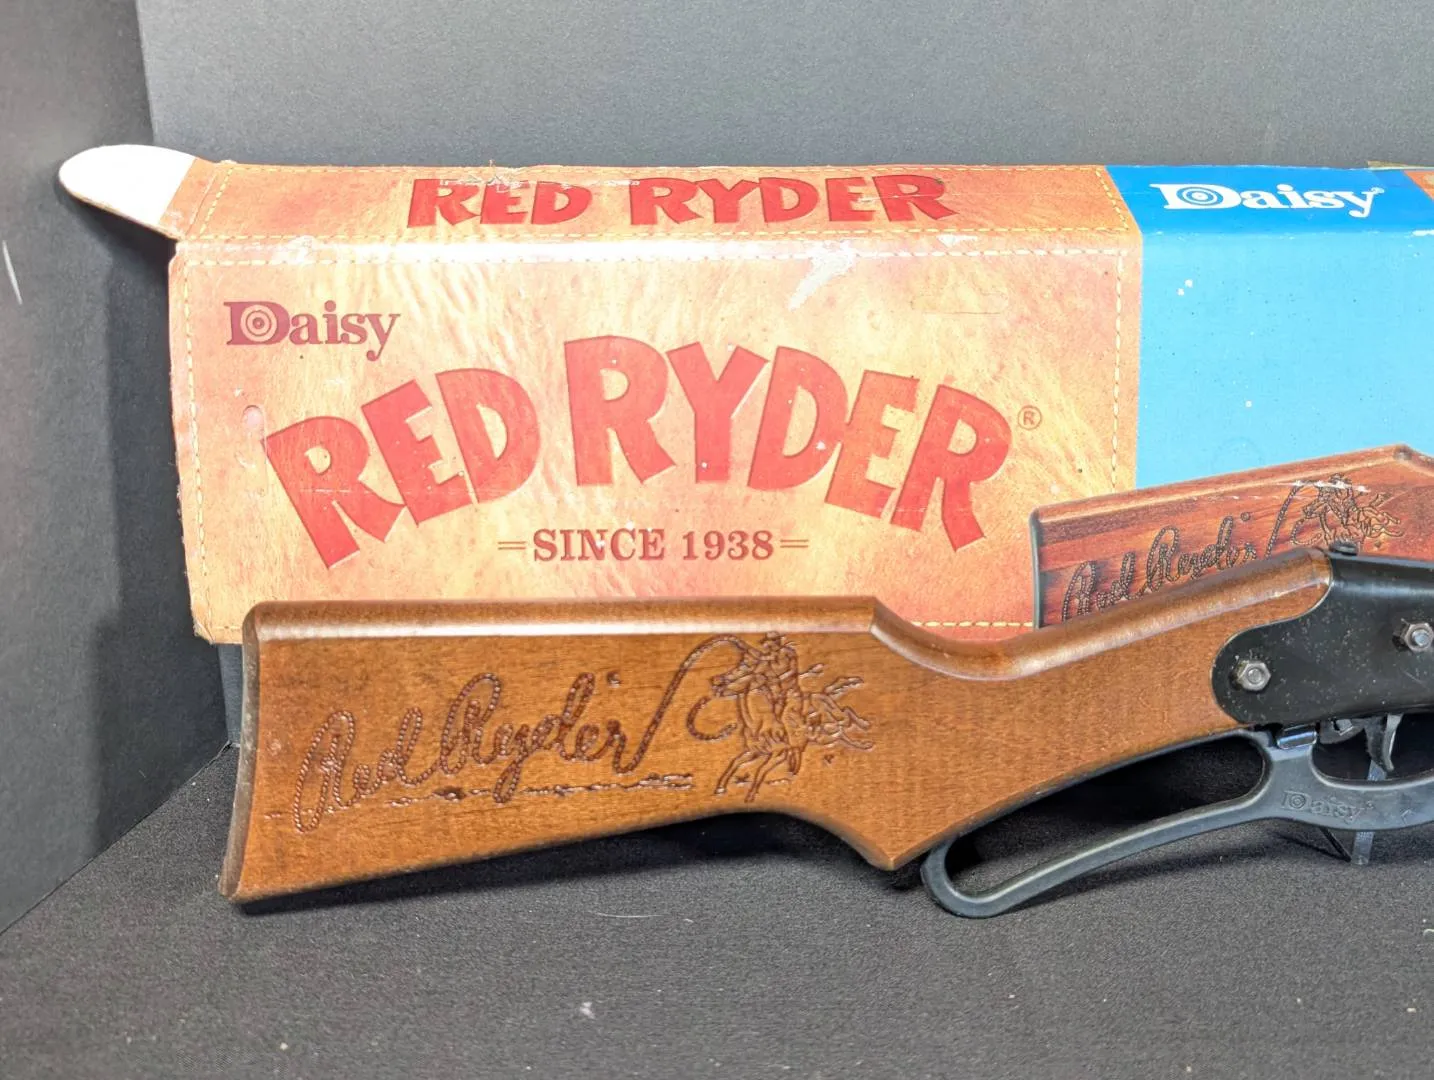 RED RYDER
Daisy®
Daisy
RED RYDER®
=SINCE 1938=
Red Ryder
Red Ryder
Daisy